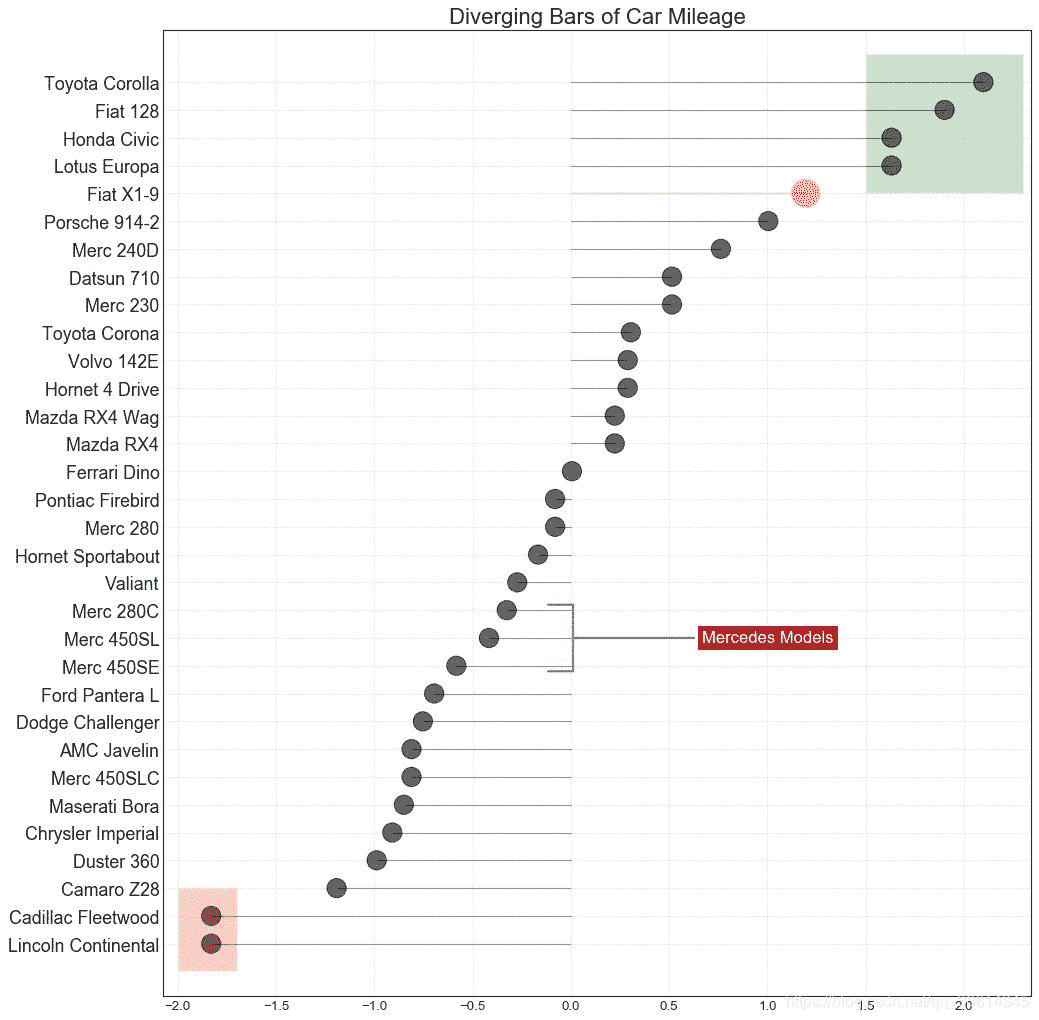 Diverging Bars of Car Mileage
Toyota Corolla
Fiat 128
Honda Civic
Lotus Europa
Fiat X1-9
Porsche 914-2
Merc 240D
Datsun 710
Merc 230
Toyota Corona
Volvo 142E
Hornet 4 Drive
Mazda RX4 Wag
Mazda RX4
Ferrari Dino
Pontiac Firebird
Merc 280
Hornet Sportabout
Valiant
Merc 280C
Merc 450SL
Mercedes Models
Merc 450SE
Ford Pantera L
Dodge Challenger
AMC Javelin
Merc 450SLC
Maserati Bora
Chrysler Imperial
Duster 360
Camaro Z28
Cadillac Fleetwood
Lincoln Continental
−2.0 −1.5 −1.0 −0.5 0.0 0.5 1.0 1.5 2.0